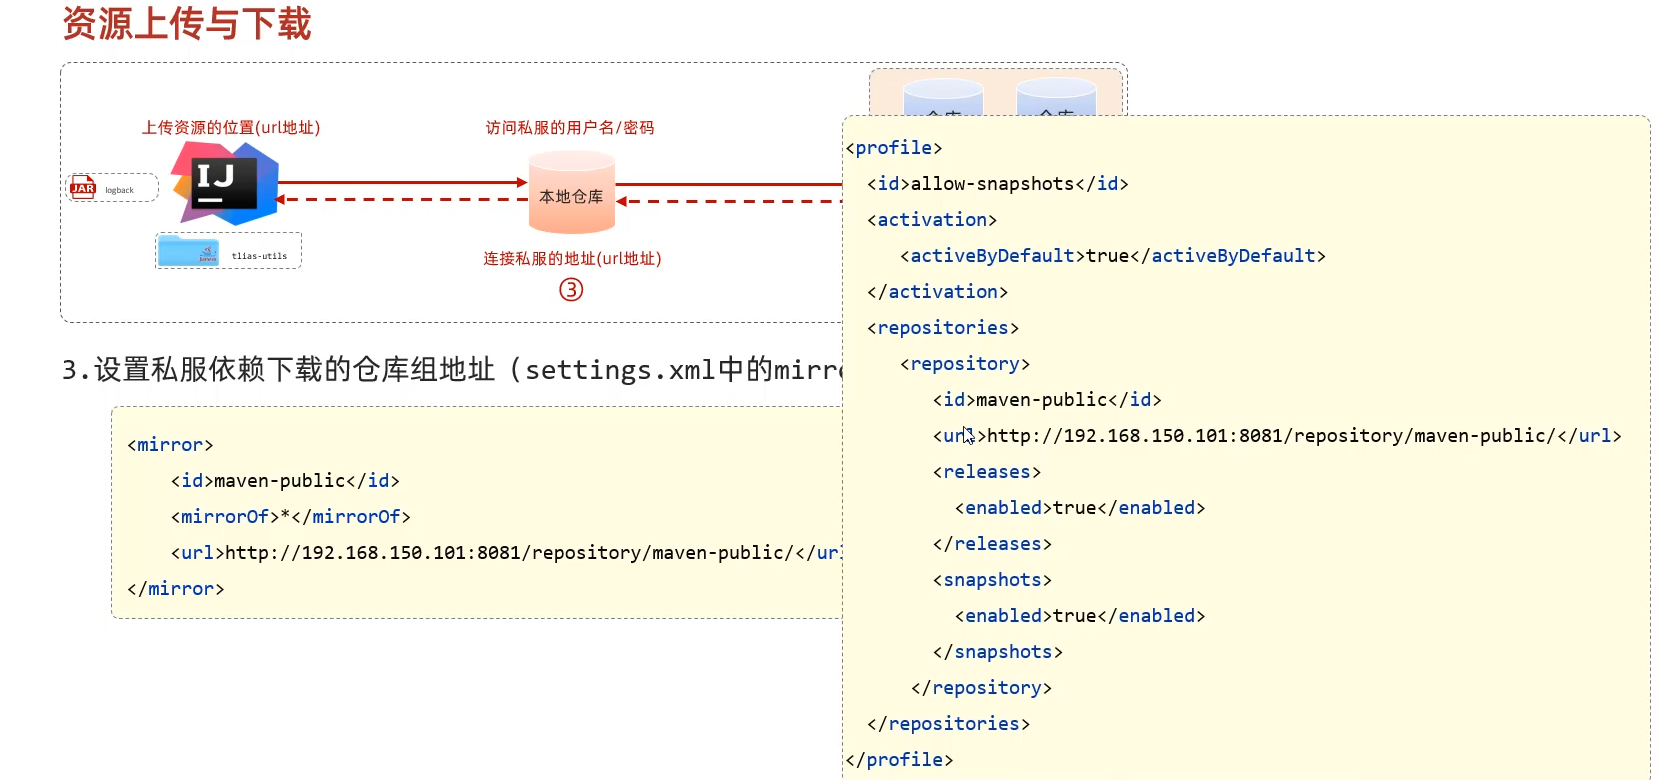 资源上传与下载
上传资源的位置(url地址)
访问私服的用户名/密码
IJ
JAR
logback
本地仓库
tlias-utils
连接私服的地址(url地址)
③
3.设置私服依赖下载的仓库组地址（settings.xml中的mirr
<mirror>
<id>maven-public</id>
<mirrorOf>*</mirrorOf>
<url>http://192.168.150.101:8081/repository/maven-public/</ur
</mirror>
<profile>
<id>allow-snapshots</id>
<activation>
<activeByDefault>true</activeByDefault>
</activation>
<repositories>
<repository>
<id>maven-public</id>
<url>http://192.168.150.101:8081/repository/maven-public/</url>
<releases>
<enabled>true</enabled>
</releases>
<snapshots>
<enabled>true</enabled>
</snapshots>
</repository>
</repositories>
</profile>